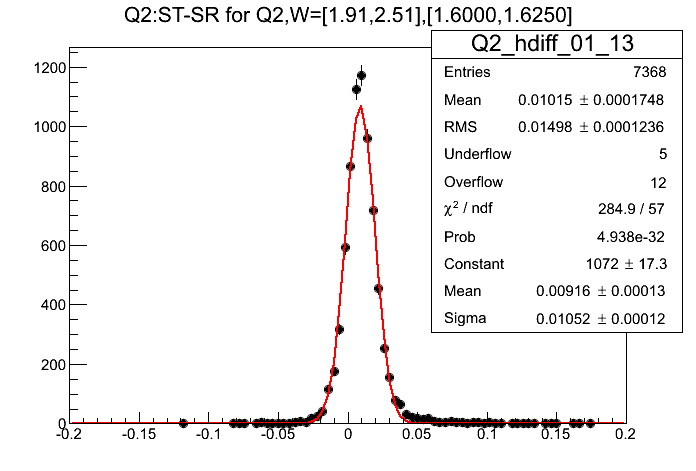 Q2:ST-SR for Q2,W=[1.91,2.51],[1.6000,1.6250]
Q2_hdiff_01_13
Entries 7368
Mean 0.01015 ± 0.0001748
RMS 0.01498 ± 0.0001236
Underflow 5
Overflow 12
χ² / ndf 284.9 / 57
Prob 4.938e-32
Constant 1072 ± 17.3
Mean 0.00916 ± 0.00013
Sigma 0.01052 ± 0.00012
1200
1000
800
600
400
200
0
-0.2 -0.15 -0.1 -0.05 0 0.05 0.1 0.15 0.2